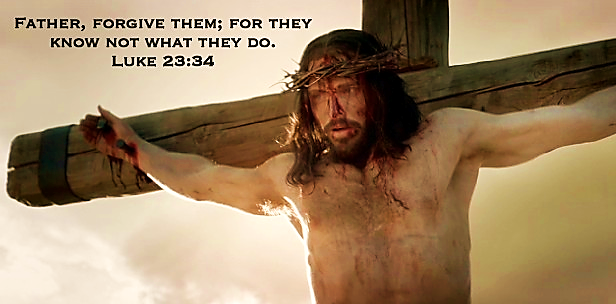 Father, forgive them; for they
know not what they do.
Luke 23:34